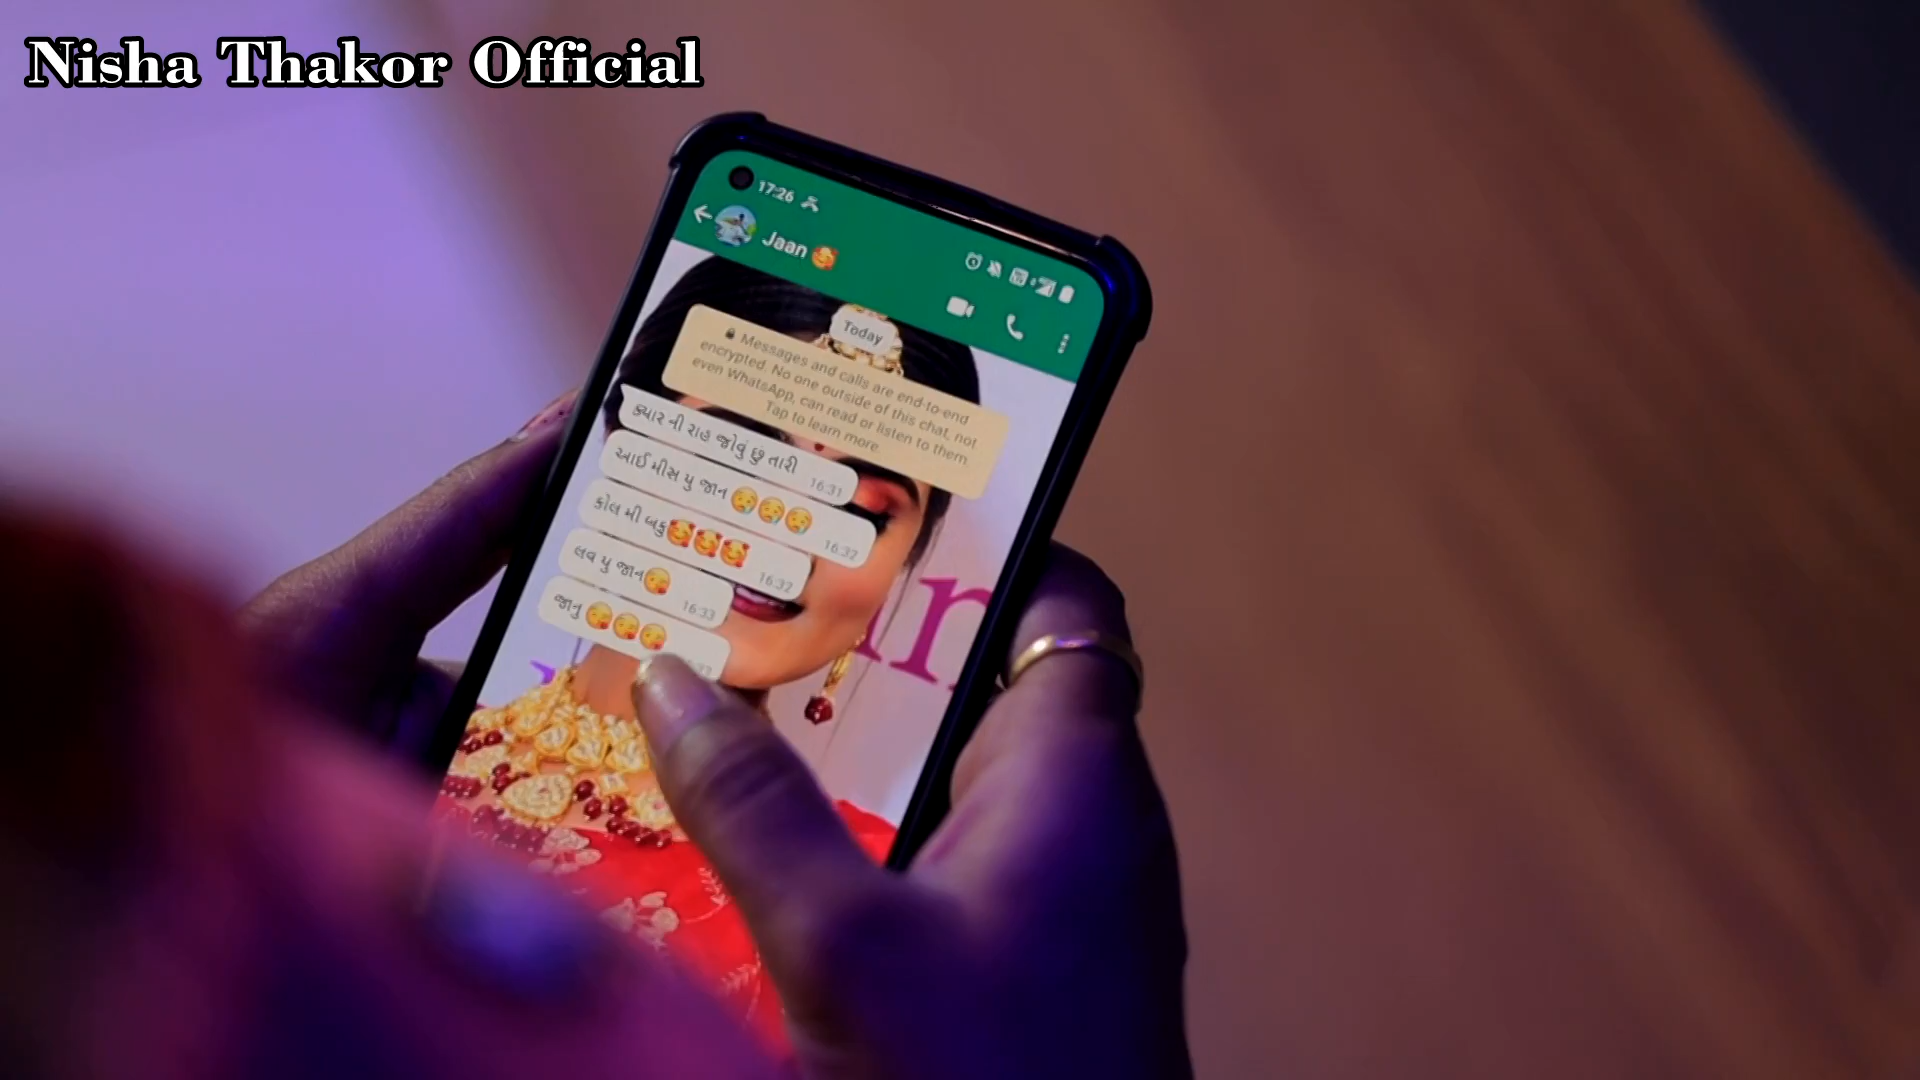 Nisha Thakor Official
17:26
Jaan 🥰
Today
🔒 Messages and calls are end-to-end
encrypted. No one outside of this chat, not
even WhatsApp, can read or listen to them.
Tap to learn more.
ક્યાર ની રાહ જોવું છું તારી 16:31
આઈ મીસ યુ જાન 😢😢😢 16:32
કોલ મી બકુ🥰🥰🥰 16:32
લવ યુ જાન😘 16:33
જાનુ 😘😘😘